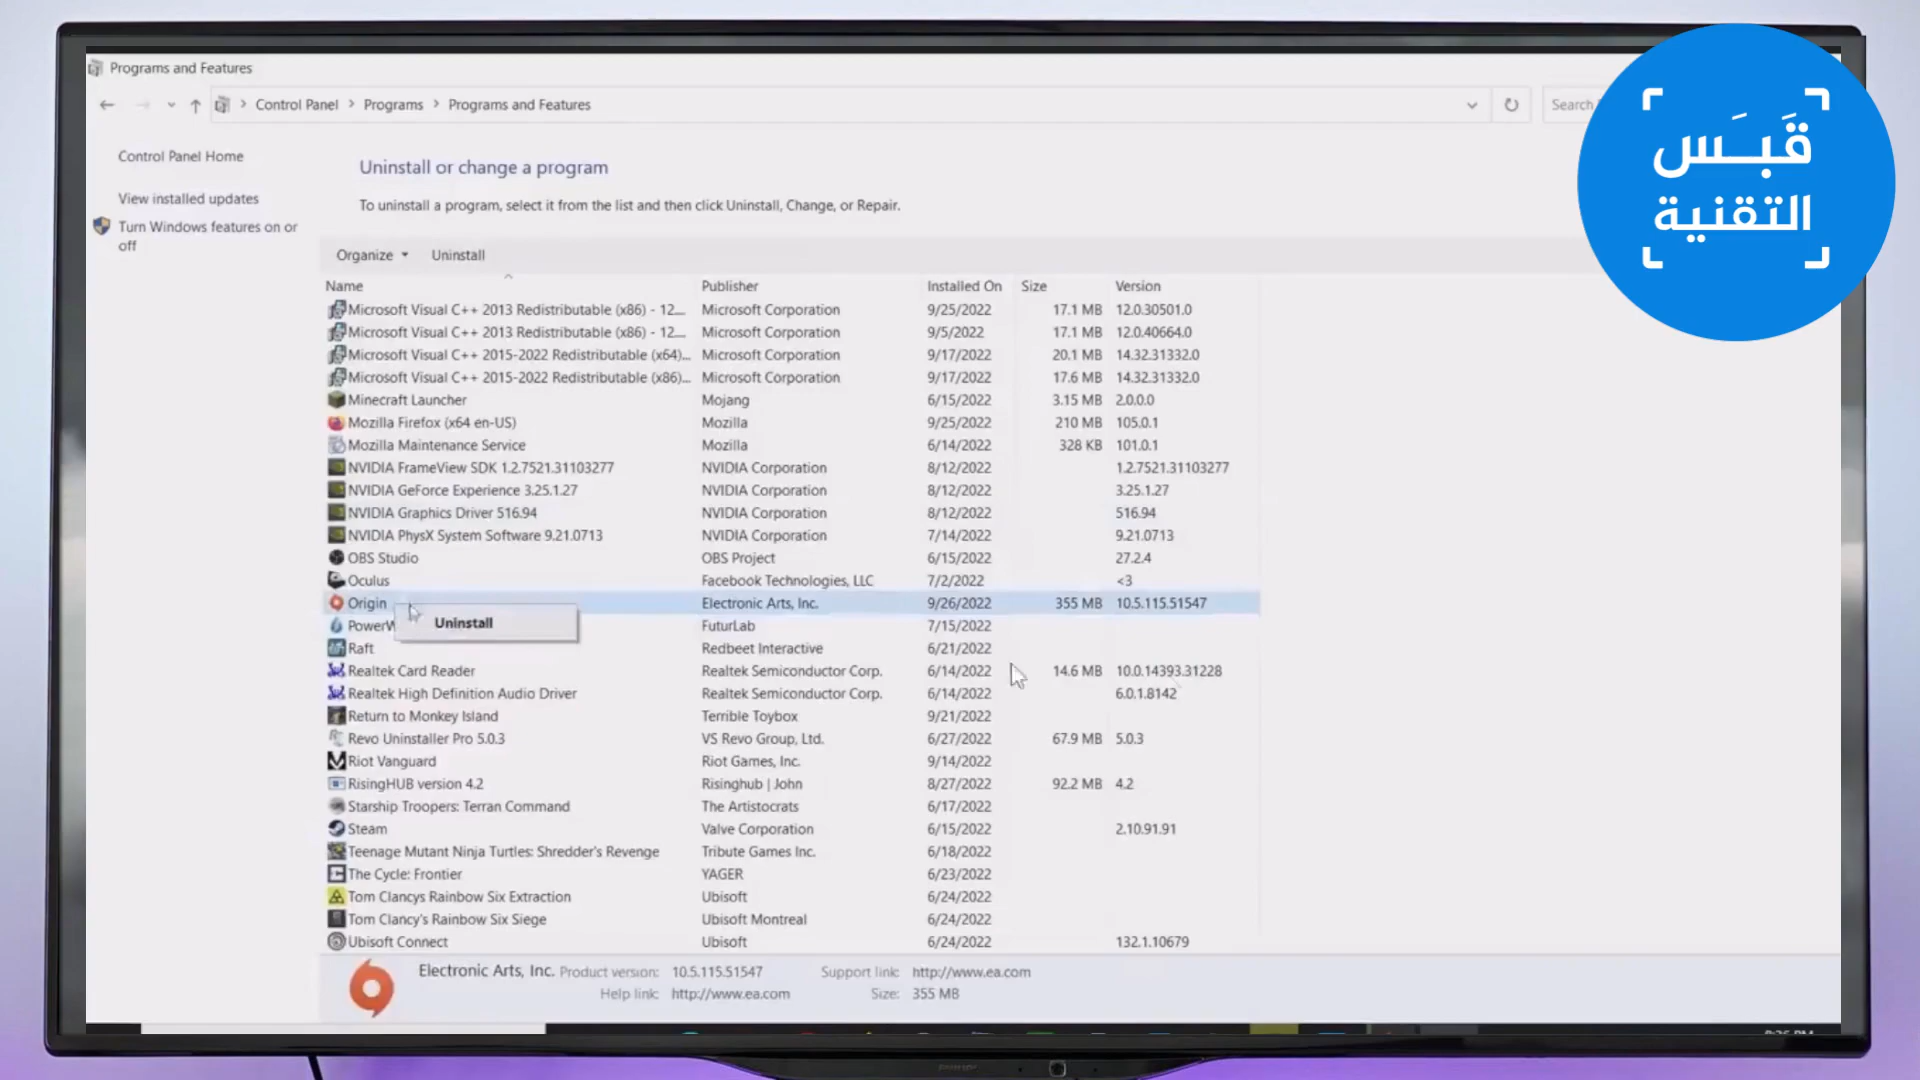 Programs and Features
Control Panel > Programs > Programs and Features
Search
قَبَس
التقنية
Control Panel Home
View installed updates
Turn Windows features on or
off
Uninstall or change a program
To uninstall a program, select it from the list and then click Uninstall, Change, or Repair.
Organize Uninstall
Name Publisher Installed On Size Version
Microsoft Visual C++ 2013 Redistributable (x86) - 12.... Microsoft Corporation 9/25/2022 17.1 MB 12.0.30501.0
Microsoft Visual C++ 2013 Redistributable (x86) - 12.... Microsoft Corporation 9/5/2022 17.1 MB 12.0.40664.0
Microsoft Visual C++ 2015-2022 Redistributable (x64)... Microsoft Corporation 9/17/2022 20.1 MB 14.32.31332.0
Microsoft Visual C++ 2015-2022 Redistributable (x86)... Microsoft Corporation 9/17/2022 17.6 MB 14.32.31332.0
Minecraft Launcher Mojang 6/15/2022 3.15 MB 2.0.0.0
Mozilla Firefox (x64 en-US) Mozilla 9/25/2022 210 MB 105.0.1
Mozilla Maintenance Service Mozilla 6/14/2022 328 KB 101.0.1
NVIDIA FrameView SDK 1.2.7521.31103277 NVIDIA Corporation 8/12/2022 1.2.7521.31103277
NVIDIA GeForce Experience 3.25.1.27 NVIDIA Corporation 8/12/2022 3.25.1.27
NVIDIA Graphics Driver 516.94 NVIDIA Corporation 8/12/2022 516.94
NVIDIA PhysX System Software 9.21.0713 NVIDIA Corporation 7/14/2022 9.21.0713
OBS Studio OBS Project 6/15/2022 27.2.4
Oculus Facebook Technologies, LLC 7/2/2022 <3
Origin Electronic Arts, Inc. 9/26/2022 355 MB 10.5.115.51547
Uninstall
PowerW FuturLab 7/15/2022
Raft Redbeet Interactive 6/21/2022
Realtek Card Reader Realtek Semiconductor Corp. 6/14/2022 14.6 MB 10.0.14393.31228
Realtek High Definition Audio Driver Realtek Semiconductor Corp. 6/14/2022 6.0.1.8142
Return to Monkey Island Terrible Toybox 9/21/2022
Revo Uninstaller Pro 5.0.3 VS Revo Group, Ltd. 6/27/2022 67.9 MB 5.0.3
Riot Vanguard Riot Games, Inc. 9/14/2022
RisingHUB version 4.2 Risinghub | John 8/27/2022 92.2 MB 4.2
Starship Troopers: Terran Command The Artistocrats 6/17/2022
Steam Valve Corporation 6/15/2022 2.10.91.91
Teenage Mutant Ninja Turtles: Shredder's Revenge Tribute Games Inc. 6/18/2022
The Cycle: Frontier YAGER 6/23/2022
Tom Clancys Rainbow Six Extraction Ubisoft 6/24/2022
Tom Clancy's Rainbow Six Siege Ubisoft Montreal 6/24/2022
Ubisoft Connect Ubisoft 6/24/2022 132.1.10679
Electronic Arts, Inc. Product version: 10.5.115.51547 Support link: http://www.ea.com
Help link: http://www.ea.com Size: 355 MB